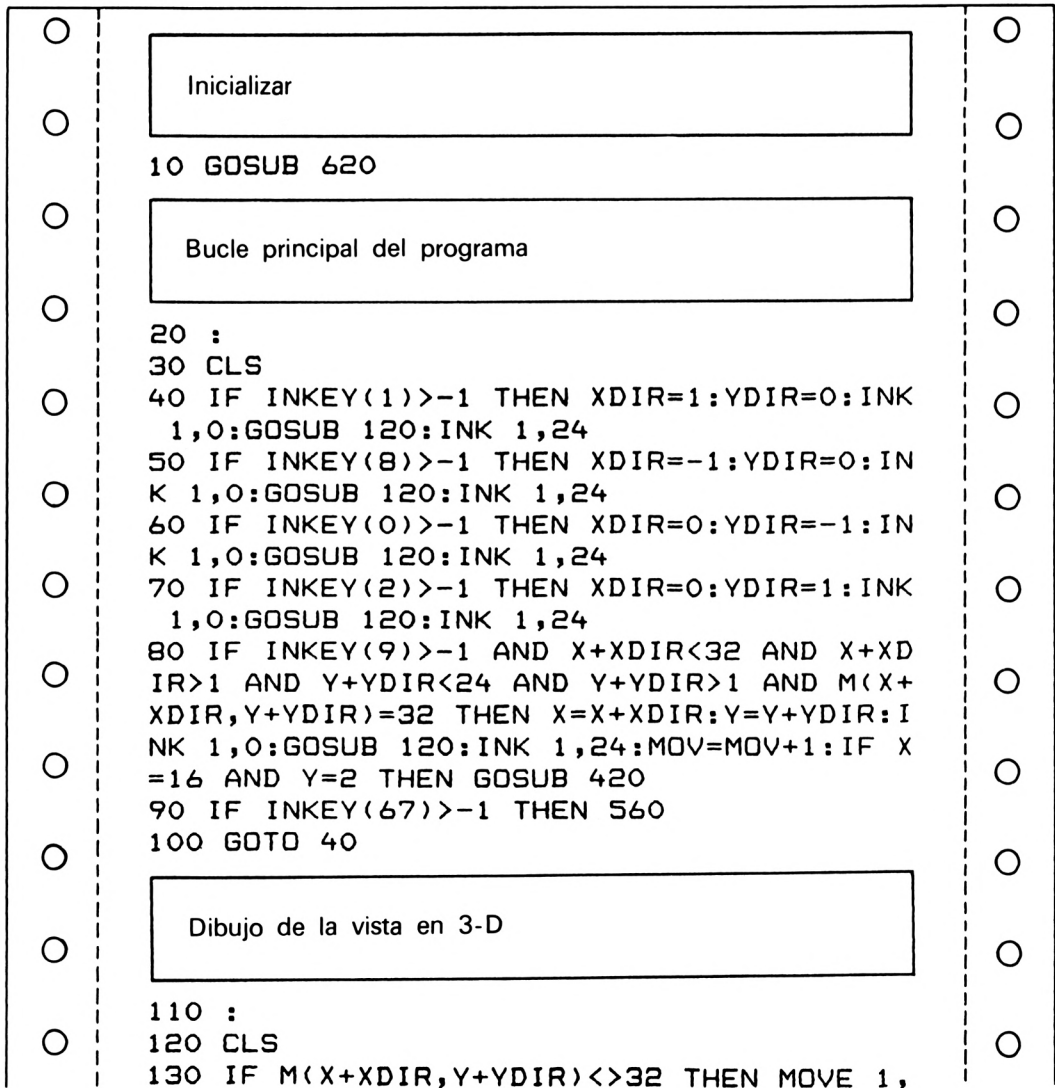 Inicializar
10 GOSUB 620
Bucle principal del programa
20 :
30 CLS
40 IF INKEY(1)>-1 THEN XDIR=1:YDIR=0:INK
 1,0:GOSUB 120:INK 1,24
50 IF INKEY(8)>-1 THEN XDIR=-1:YDIR=0:IN
K 1,0:GOSUB 120:INK 1,24
60 IF INKEY(0)>-1 THEN XDIR=0:YDIR=-1:IN
K 1,0:GOSUB 120:INK 1,24
70 IF INKEY(2)>-1 THEN XDIR=0:YDIR=1:INK
 1,0:GOSUB 120:INK 1,24
80 IF INKEY(9)>-1 AND X+XDIR<32 AND X+XD
IR>1 AND Y+YDIR<24 AND Y+YDIR>1 AND M(X+
XDIR,Y+YDIR)=32 THEN X=X+XDIR:Y=Y+YDIR:I
NK 1,0:GOSUB 120:INK 1,24:MOV=MOV+1:IF X
=16 AND Y=2 THEN GOSUB 420
90 IF INKEY(67)>-1 THEN 560
100 GOTO 40
Dibujo de la vista en 3-D
110 :
120 CLS
130 IF M(X+XDIR,Y+YDIR)<>32 THEN MOVE 1,